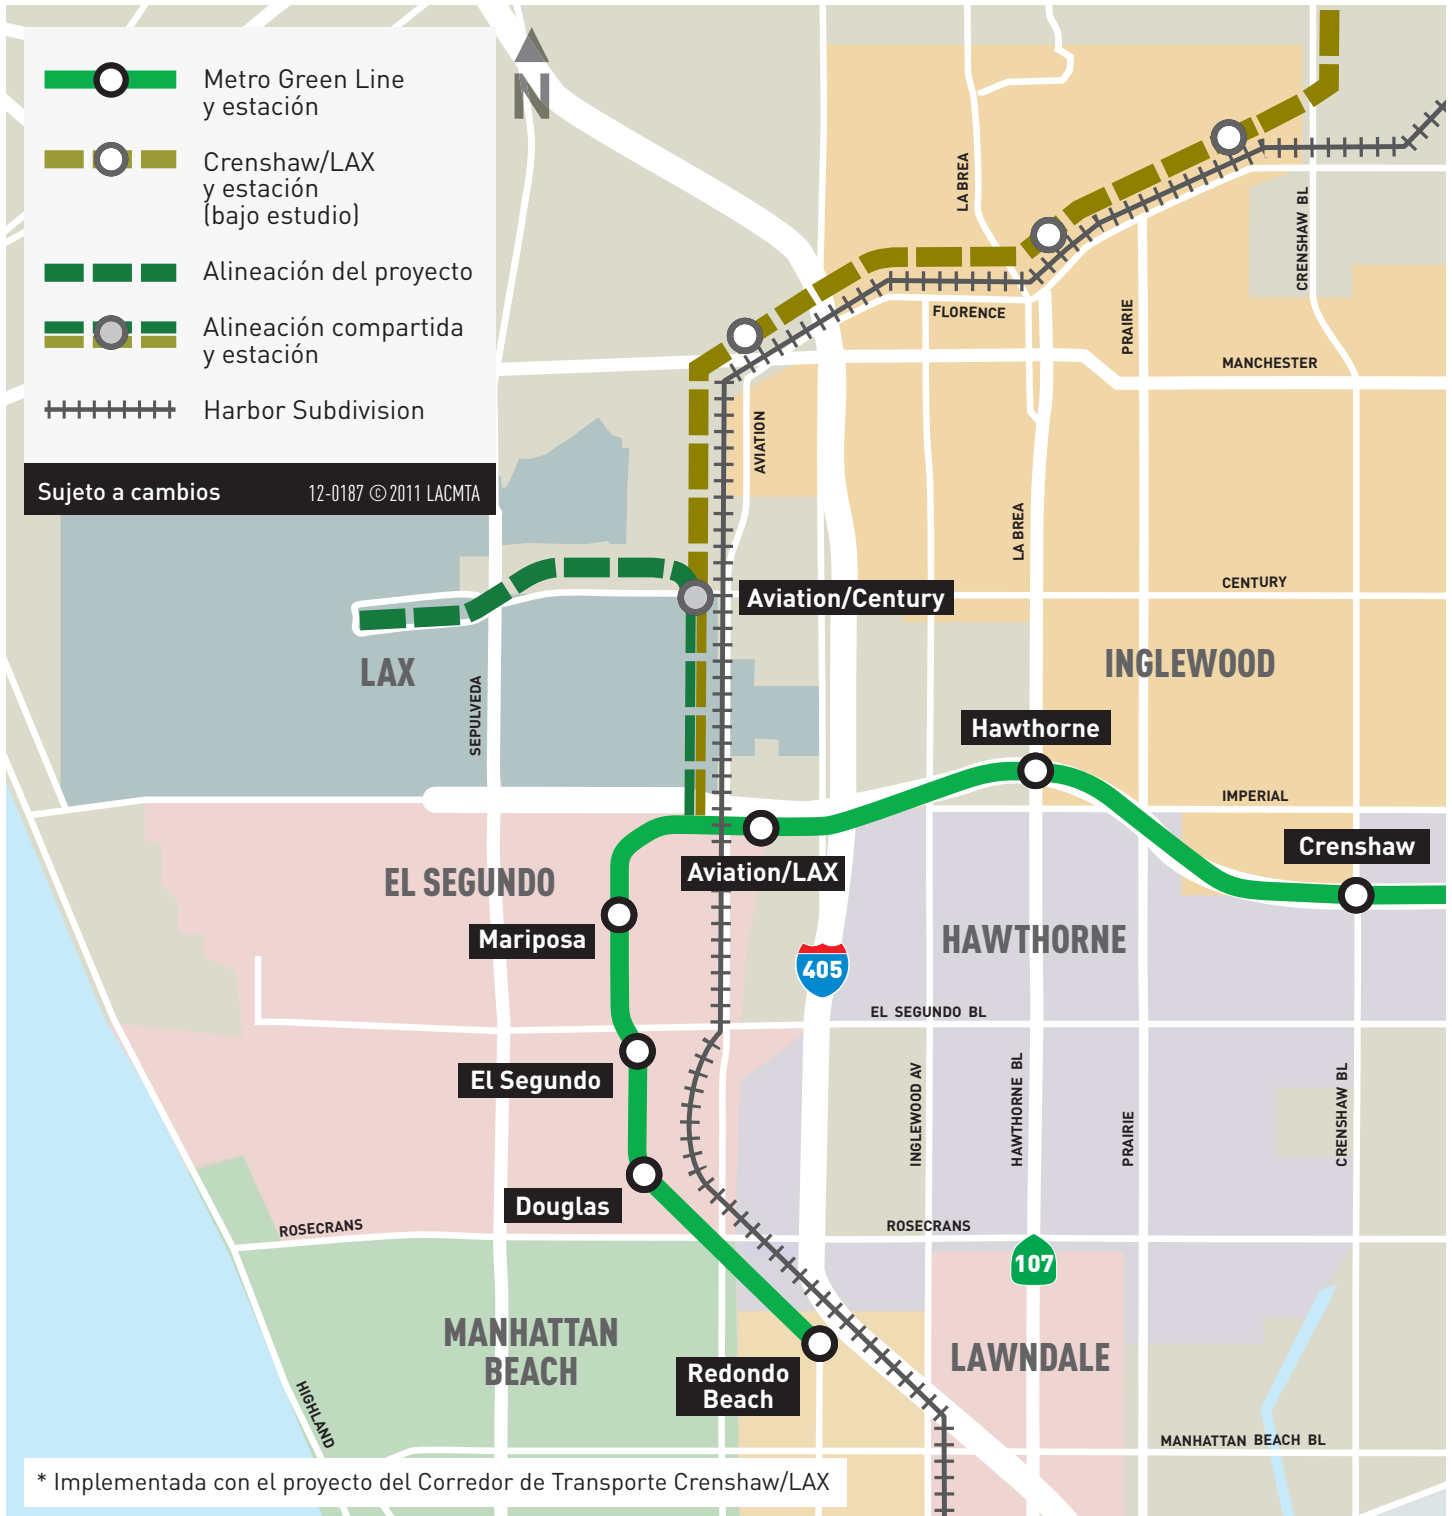 Metro Green Line
y estación
Crenshaw/LAX
y estación
(bajo estudio)
Alineación del proyecto
Alineación compartida
y estación
Harbor Subdivision
Sujeto a cambios
12-0187 ©2011 LACMTA
N
LA BREA
CRENSHAW BL
FLORENCE
PRAIRIE
MANCHESTER
AVIATION
LA BREA
CENTURY
Aviation/Century
LAX
INGLEWOOD
SEPULVEDA
Hawthorne
IMPERIAL
Crenshaw
Aviation/LAX
EL SEGUNDO
Mariposa
HAWTHORNE
405
EL SEGUNDO BL
El Segundo
INGLEWOOD AV
HAWTHORNE BL
PRAIRIE
CRENSHAW BL
Douglas
ROSECRANS
ROSECRANS
107
MANHATTAN
BEACH
LAWNDALE
Redondo
Beach
HIGHLAND
MANHATTAN BEACH BL
* Implementada con el proyecto del Corredor de Transporte Crenshaw/LAX